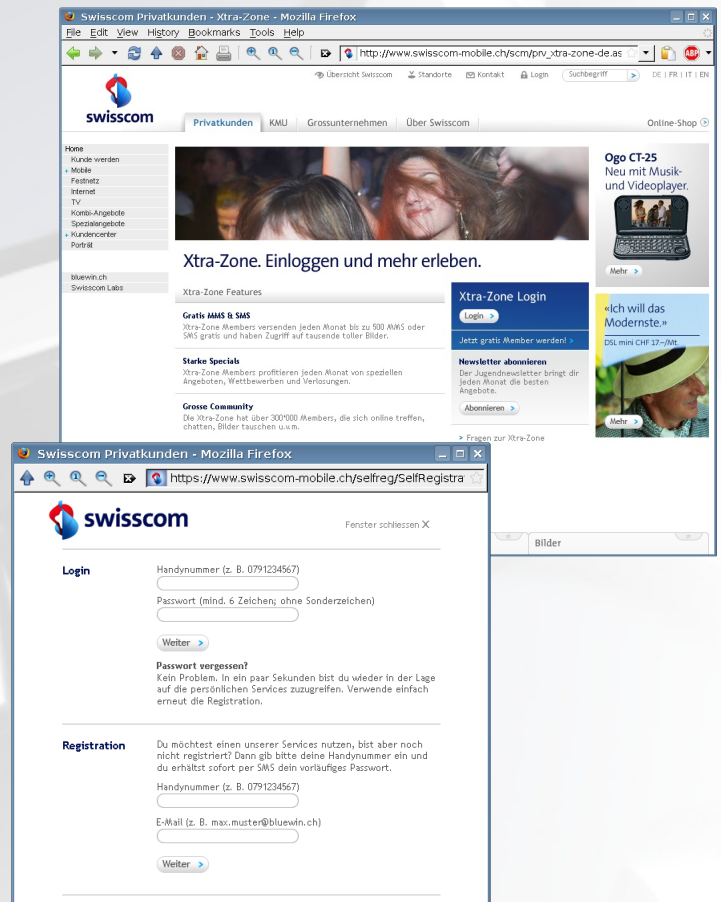 Swisscom Privatkunden - Xtra-Zone - Mozilla Firefox
File Edit View History Bookmarks Tools Help
http://www.swisscom-mobile.ch/scm/prv_xtra-zone-de.as
ABP
Übersicht Swisscom Standorte Kontakt Login Suchbegriff DE | FR | IT | EN
swisscom
Privatkunden KMU Grossunternehmen Über Swisscom Online-Shop
Home
Kunde werden
Mobile
Festnetz
Internet
TV
Kombi-Angebote
Spezialangebote
Kundencenter
Porträt
bluewin.ch
Swisscom Labs
Xtra-Zone. Einloggen und mehr erleben.
Xtra-Zone Features
Gratis MMS & SMS
Xtra-Zone Members versenden jeden Monat bis zu 500 MMS oder
SMS gratis und haben Zugriff auf tausende toller Bilder.
Starke Specials
Xtra-Zone Members profitieren jeden Monat von speziellen
Angeboten, Wettbewerben und Verlosungen.
Grosse Community
Die Xtra-Zone hat über 300'000 Members, die sich online treffen,
chatten, Bilder tauschen u.v.m.
Xtra-Zone Login
Login >
Jetzt gratis Member werden! >
Newsletter abonnieren
Der Jugendnewsletter bringt dir
jeden Monat die besten
Angebote.
Abonnieren >
> Fragen zur Xtra-Zone
Ogo CT-25
Neu mit Musik-
und Videoplayer.
Mehr >
«Ich will das
Modernste.»
DSL mini CHF 17.–/Mt.
Mehr >
Bilder
Swisscom Privatkunden - Mozilla Firefox
https://www.swisscom-mobile.ch/selfreg/SelfRegistra
swisscom
Fenster schliessen X
Login
Handynummer (z. B. 0791234567)
Passwort (mind. 6 Zeichen; ohne Sonderzeichen)
Weiter >
Passwort vergessen?
Kein Problem. In ein paar Sekunden bist du wieder in der Lage
auf die persönlichen Services zuzugreifen. Verwende einfach
erneut die Registration.
Registration
Du möchtest einen unserer Services nutzen, bist aber noch
nicht registriert? Dann gib bitte deine Handynummer ein und
du erhältst sofort per SMS dein vorläufiges Passwort.
Handynummer (z. B. 0791234567)
E-Mail (z. B. max.muster@bluewin.ch)
Weiter >